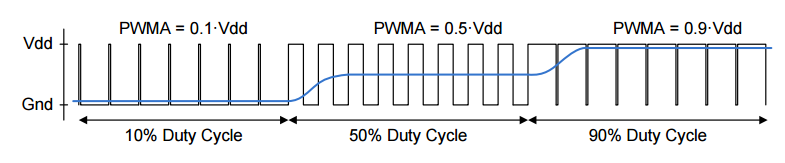 PWMA = 0.1·Vdd
PWMA = 0.5·Vdd
PWMA = 0.9·Vdd
Vdd
Gnd
10% Duty Cycle
50% Duty Cycle
90% Duty Cycle